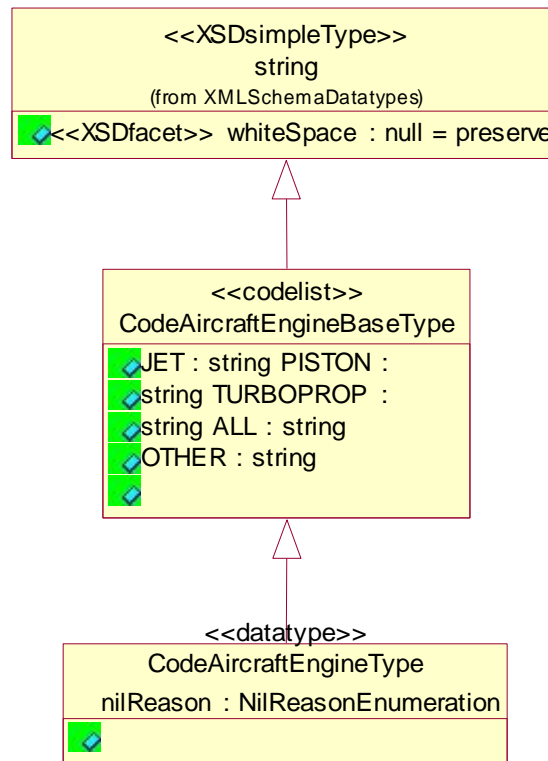 <<XSDsimpleType>>
string
(from XMLSchemaDatatypes)
<<XSDfacet>> whiteSpace : null = preserve
<<codelist>>
CodeAircraftEngineBaseType
JET : string PISTON :
string TURBOPROP :
string ALL : string
OTHER : string
<<datatype>>
CodeAircraftEngineType
nilReason : NilReasonEnumeration